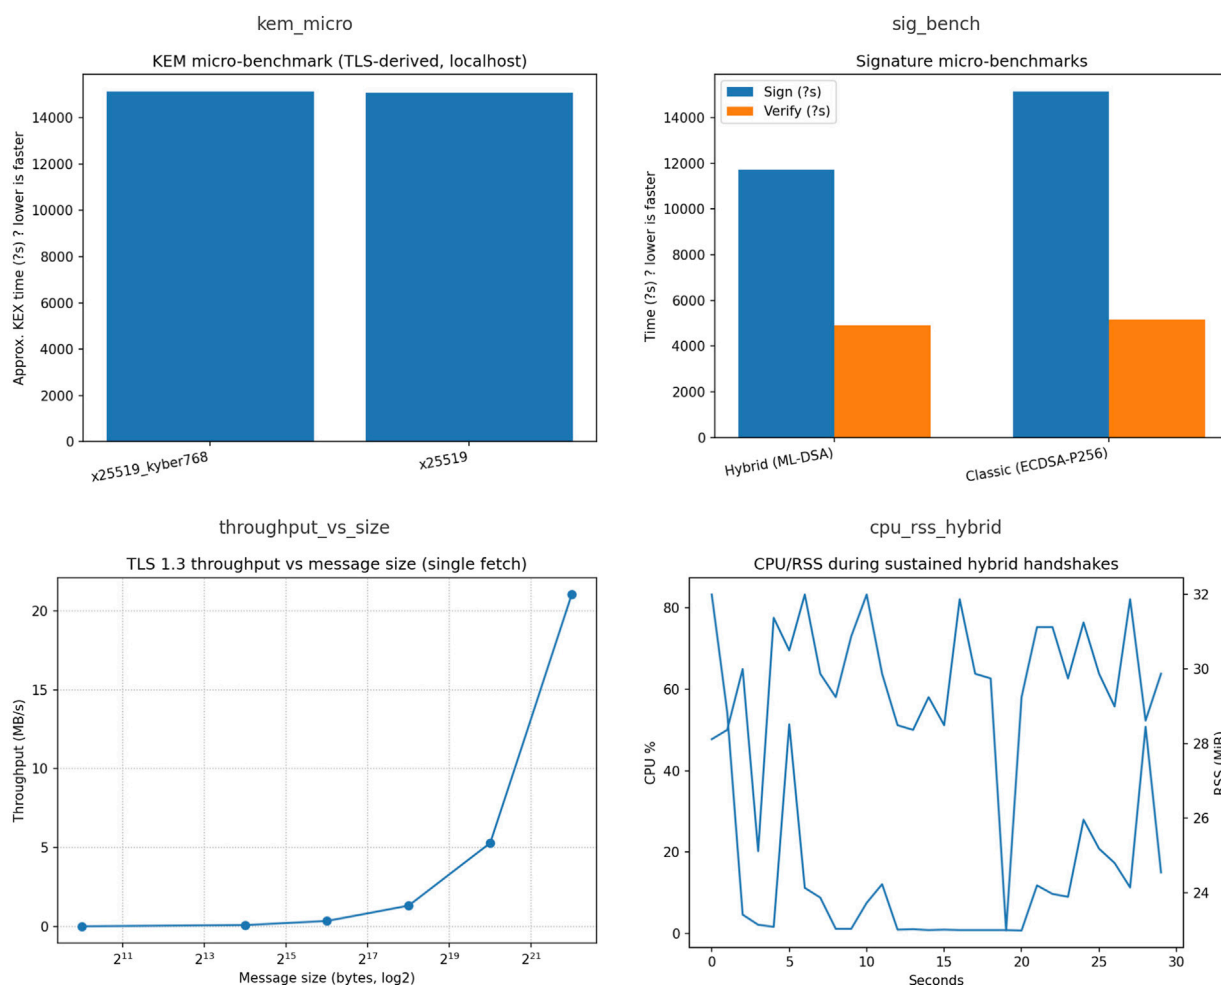 kem_micro
KEM micro-benchmark (TLS-derived, localhost)
Approx. KEX time (?s) ? lower is faster
14000
12000
10000
8000
6000
4000
2000
0
x25519_kyber768
x25519
sig_bench
Signature micro-benchmarks
Sign (?s)
Verify (?s)
Time (?s) ? lower is faster
14000
12000
10000
8000
6000
4000
2000
0
Hybrid (ML-DSA)
Classic (ECDSA-P256)
throughput_vs_size
TLS 1.3 throughput vs message size (single fetch)
Throughput (MB/s)
20
15
10
5
0
2¹¹ 2¹³ 2¹⁵ 2¹⁷ 2¹⁹ 2²¹
Message size (bytes, log2)
cpu_rss_hybrid
CPU/RSS during sustained hybrid handshakes
CPU %
80
60
40
20
0
32
30
28
26
24
RSS (MiB)
0 5 10 15 20 25 30
Seconds